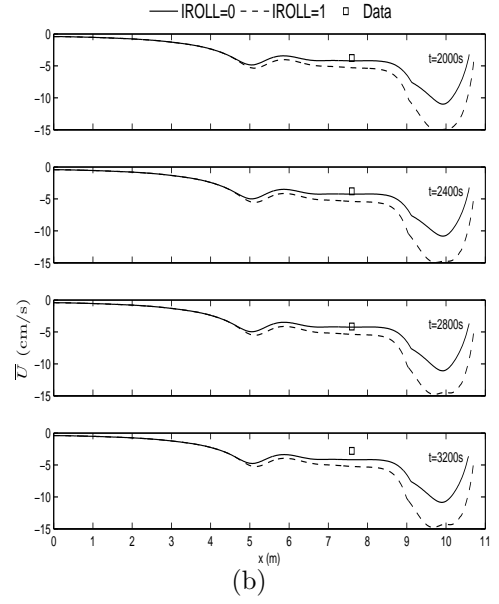 IROLL=0 IROLL=1 Data
0
−5
−10
−15
t=2000s
0
−5
−10
−15
t=2400s
0
−5
−10
−15
t=2800s
0
−5
−10
−15
t=3200s
U̅ (cm/s)
0 1 2 3 4 5 6 7 8 9 10 11
x (m)
(b)